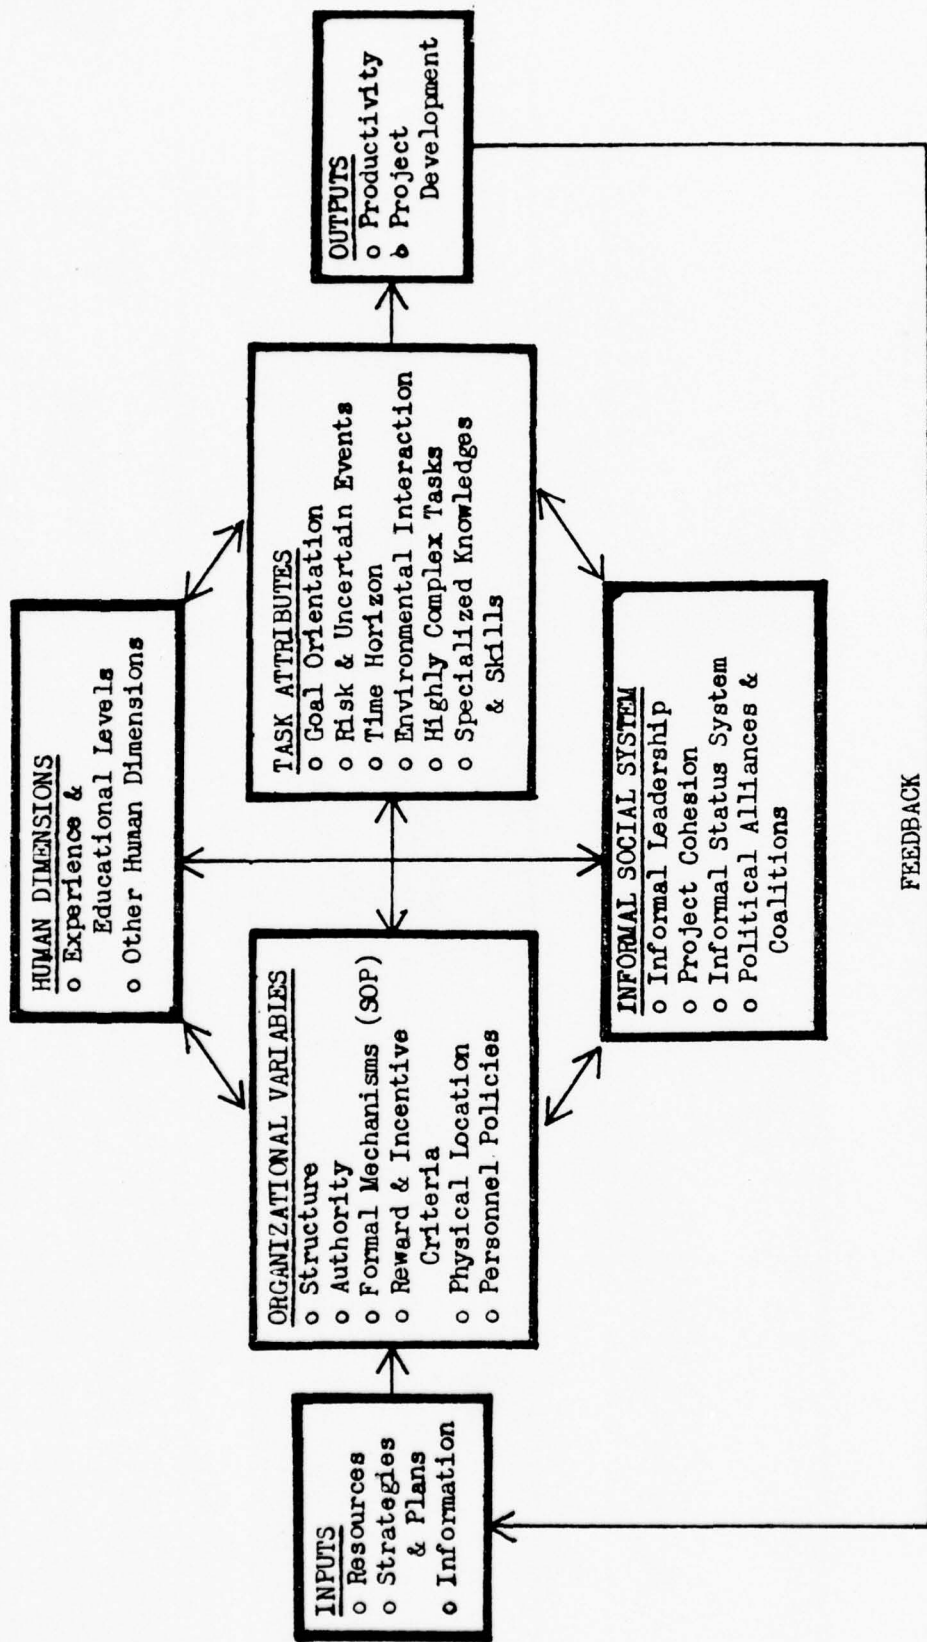 HUMAN DIMENSIONS
o Experience &
Educational Levels
o Other Human Dimensions
INPUTS
o Resources
o Strategies
& Plans
o Information
ORGANIZATIONAL VARIABLES
o Structure
o Authority
o Formal Mechanisms (SOP)
o Reward & Incentive
Criteria
o Physical Location
o Personnel Policies
TASK ATTRIBUTES
o Goal Orientation
o Risk & Uncertain Events
o Time Horizon
o Environmental Interaction
o Highly Complex Tasks
o Specialized Knowledges
& Skills
OUTPUTS
o Productivity
o Project
Development
INFORMAL SOCIAL SYSTEM
o Informal Leadership
o Project Cohesion
o Informal Status System
o Political Alliances &
Coalitions
FEEDBACK